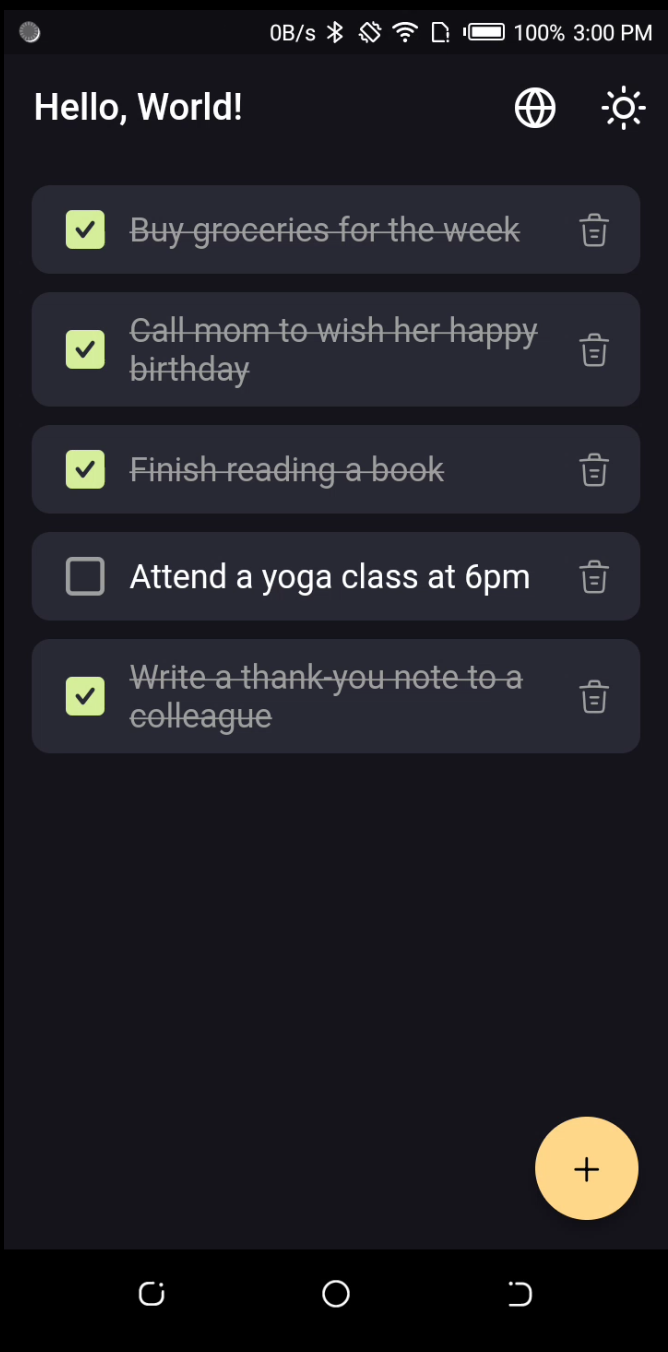 0B/s 100% 3:00 PM
Hello, World!
Buy groceries for the week
Call mom to wish her happy
birthday
Finish reading a book
Attend a yoga class at 6pm
Write a thank-you note to a
colleague